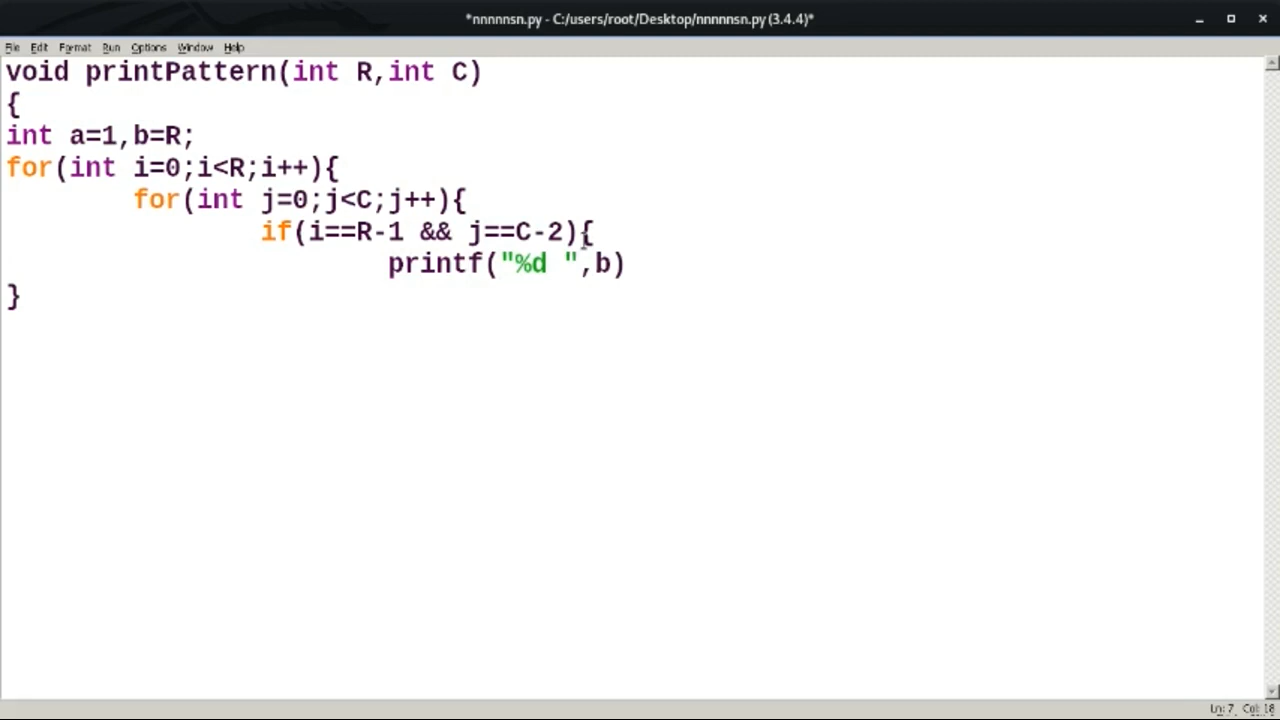 *nnnnnsn.py - C:/users/root/Desktop/nnnnnsn.py (3.4.4)*
File Edit Format Run Options Window Help
void printPattern(int R,int C)
{
int a=1,b=R;
for(int i=0;i<R;i++){
for(int j=0;j<C;j++){
if(i==R-1 && j==C-2){
printf("%d ",b)
}
Ln: 7 Col: 18